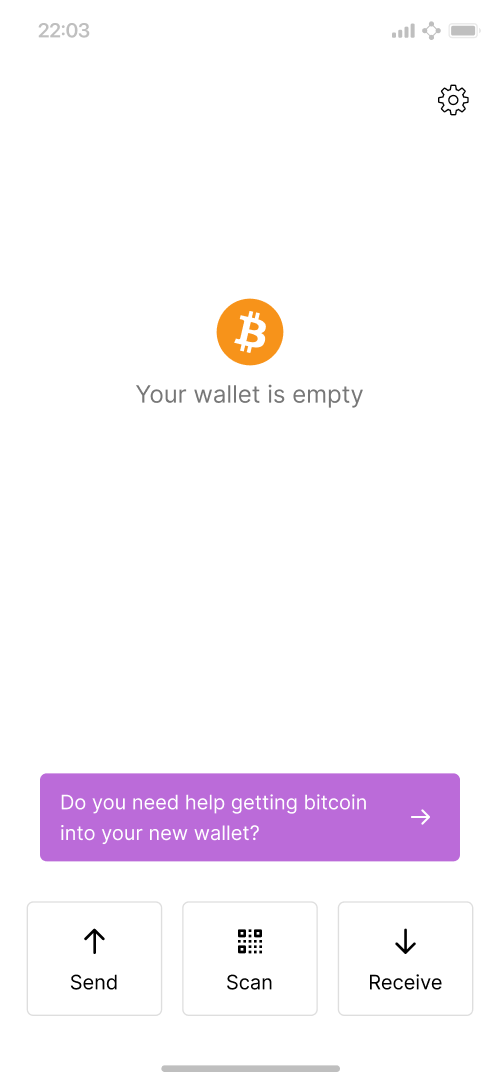 22:03
Your wallet is empty
Do you need help getting bitcoin
into your new wallet?
Send
Scan
Receive